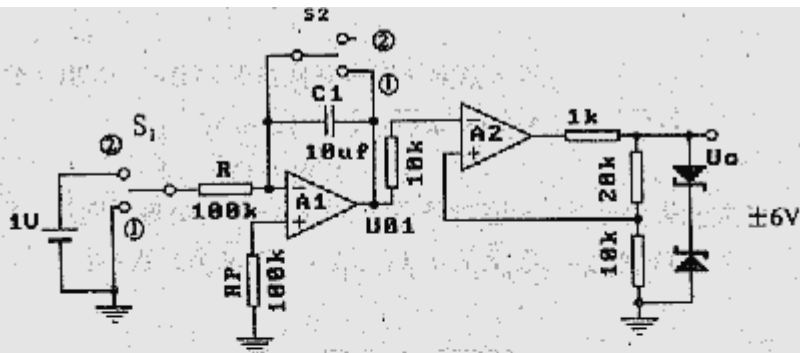 S2
②
①
C1
10uf
S₁
②
①
1U
R
100k
A1
U01
RP
100k
10k
A2
1k
Uo
20k
10k
±6V